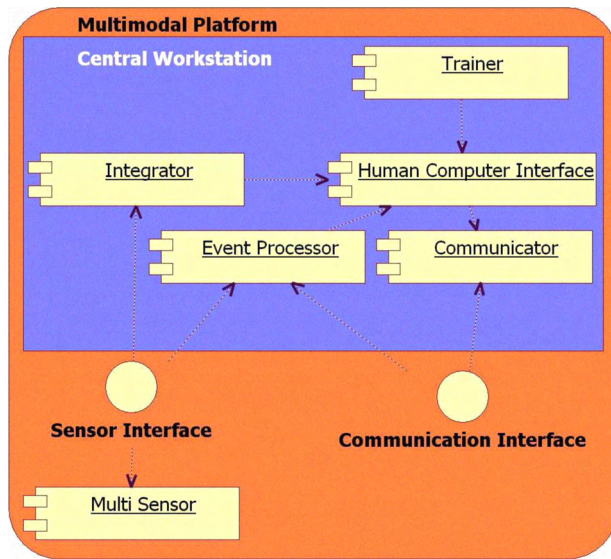 Multimodal Platform
Central Workstation
Trainer
Integrator
Human Computer Interface
Event Processor
Communicator
Sensor Interface
Communication Interface
Multi Sensor